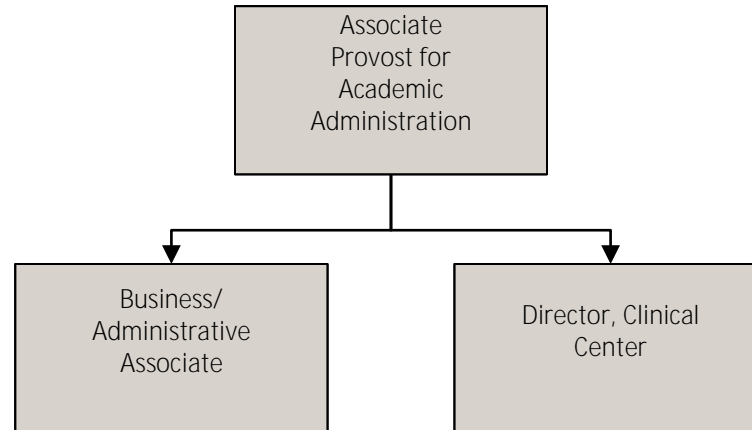 Associate
Provost for
Academic
Administration
Business/
Administrative
Associate
Director, Clinical
Center